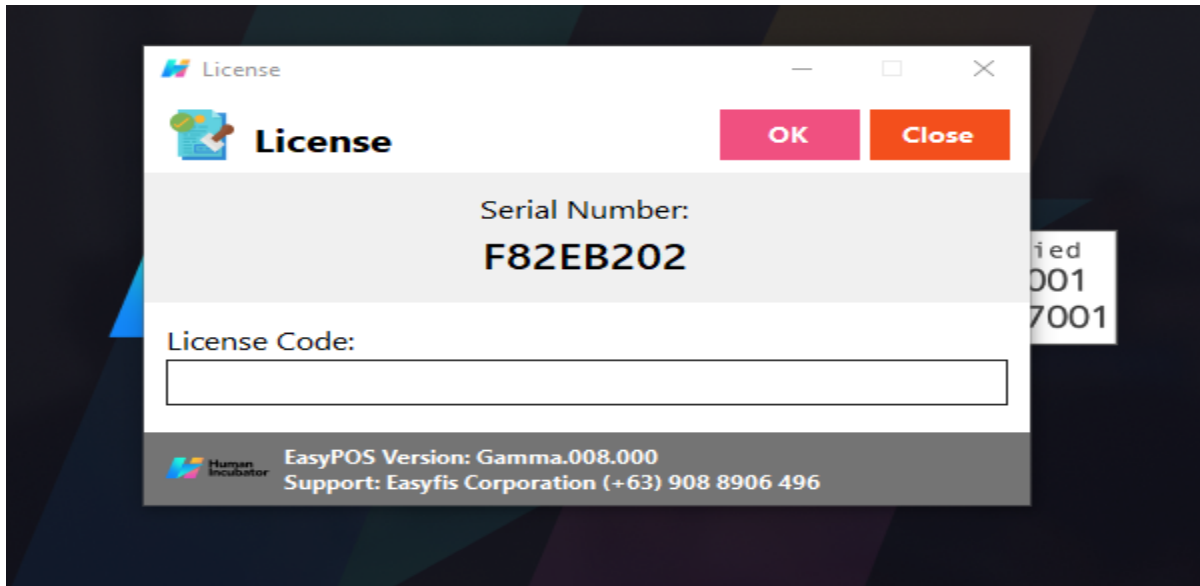 License
License
OK
Close
Serial Number:
F82EB202
ied
001
7001
License Code:
Human
Incubator
EasyPOS Version: Gamma.008.000
Support: Easyfis Corporation (+63) 908 8906 496